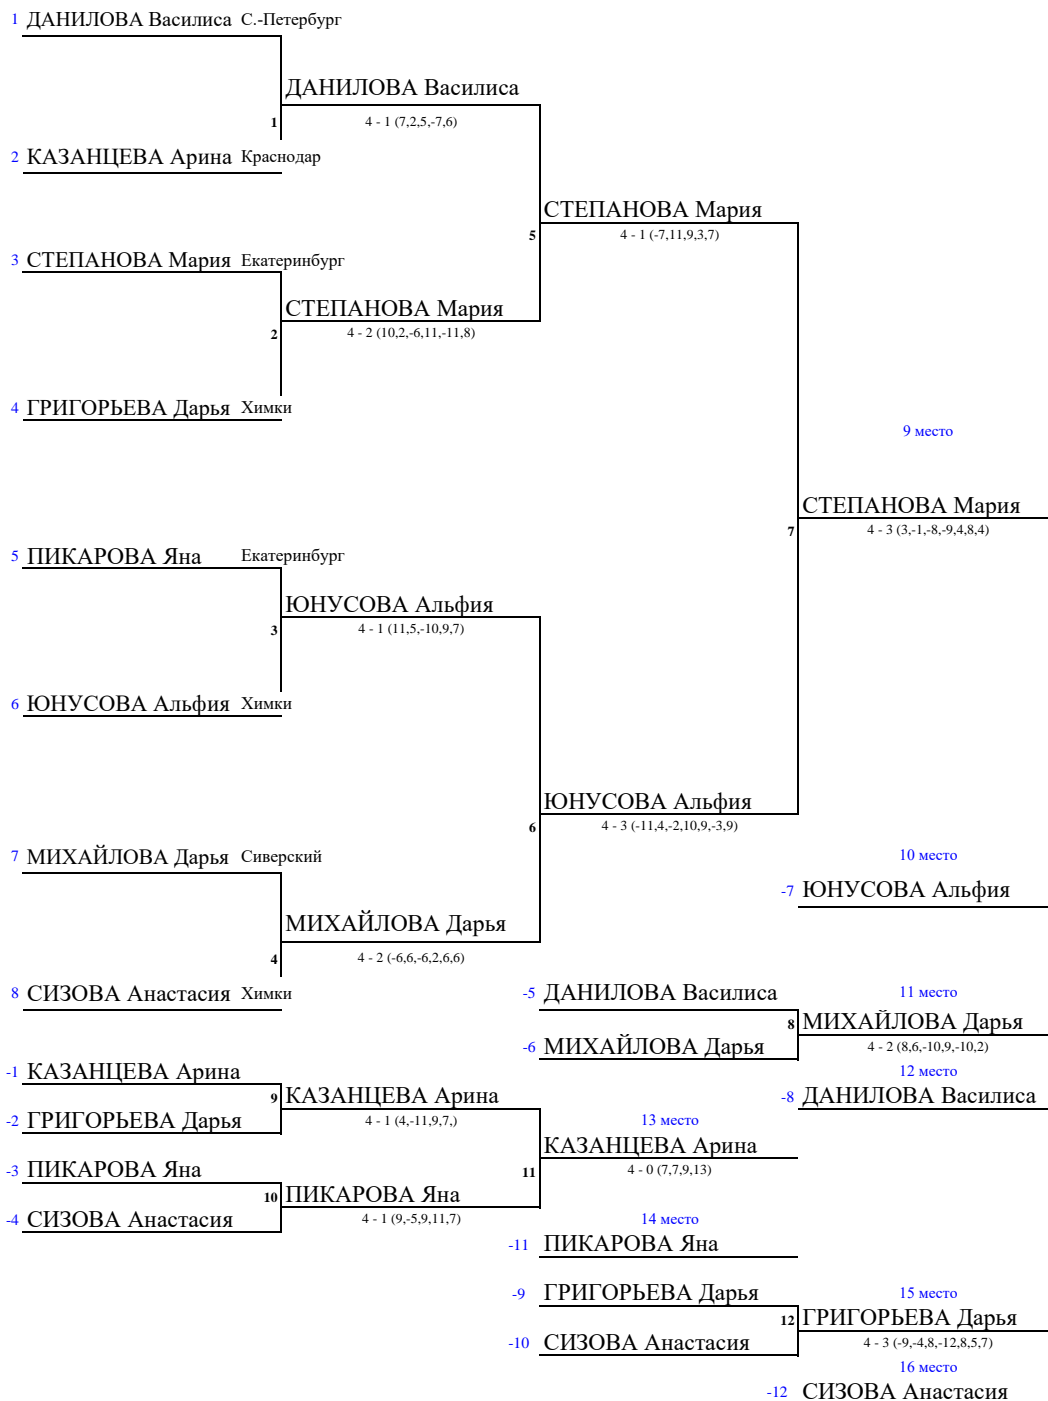 1 ДАНИЛОВА Василиса С.-Петербург
ДАНИЛОВА Василиса
1 4 - 1 (7,2,5,-7,6)
2 КАЗАНЦЕВА Арина Краснодар
СТЕПАНОВА Мария
5 4 - 1 (-7,11,9,3,7)
3 СТЕПАНОВА Мария Екатеринбург
СТЕПАНОВА Мария
2 4 - 2 (10,2,-6,11,-11,8)
4 ГРИГОРЬЕВА Дарья Химки
9 место
СТЕПАНОВА Мария
7 4 - 3 (3,-1,-8,-9,4,8,4)
5 ПИКАРОВА Яна Екатеринбург
ЮНУСОВА Альфия
3 4 - 1 (11,5,-10,9,7)
6 ЮНУСОВА Альфия Химки
ЮНУСОВА Альфия
6 4 - 3 (-11,4,-2,10,9,-3,9)
7 МИХАЙЛОВА Дарья Сиверский
10 место
-7 ЮНУСОВА Альфия
МИХАЙЛОВА Дарья
4 4 - 2 (-6,6,-6,2,6,6)
8 СИЗОВА Анастасия Химки
-5 ДАНИЛОВА Василиса
11 место
8 МИХАЙЛОВА Дарья
-6 МИХАЙЛОВА Дарья
4 - 2 (8,6,-10,9,-10,2)
12 место
-8 ДАНИЛОВА Василиса
-1 КАЗАНЦЕВА Арина
9 КАЗАНЦЕВА Арина
-2 ГРИГОРЬЕВА Дарья
4 - 1 (4,-11,9,7,)
13 место
КАЗАНЦЕВА Арина
11 4 - 0 (7,7,9,13)
-3 ПИКАРОВА Яна
10 ПИКАРОВА Яна
-4 СИЗОВА Анастасия
4 - 1 (9,-5,9,11,7)
14 место
-11 ПИКАРОВА Яна
-9 ГРИГОРЬЕВА Дарья
15 место
12 ГРИГОРЬЕВА Дарья
-10 СИЗОВА Анастасия
4 - 3 (-9,-4,8,-12,8,5,7)
16 место
-12 СИЗОВА Анастасия